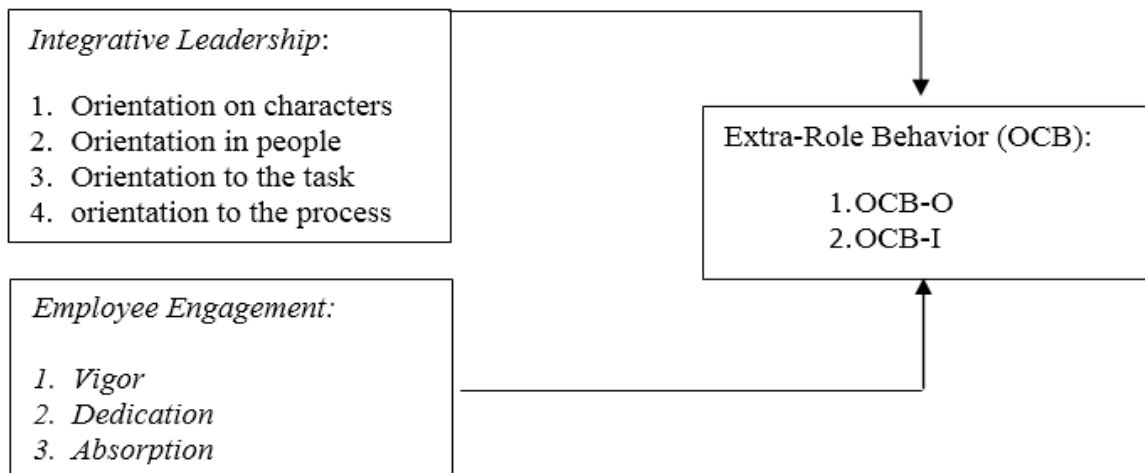 Integrative Leadership:
1. Orientation on characters
2. Orientation in people
3. Orientation to the task
4. orientation to the process
Extra-Role Behavior (OCB):
1.OCB-O
2.OCB-I
Employee Engagement:
1. Vigor
2. Dedication
3. Absorption